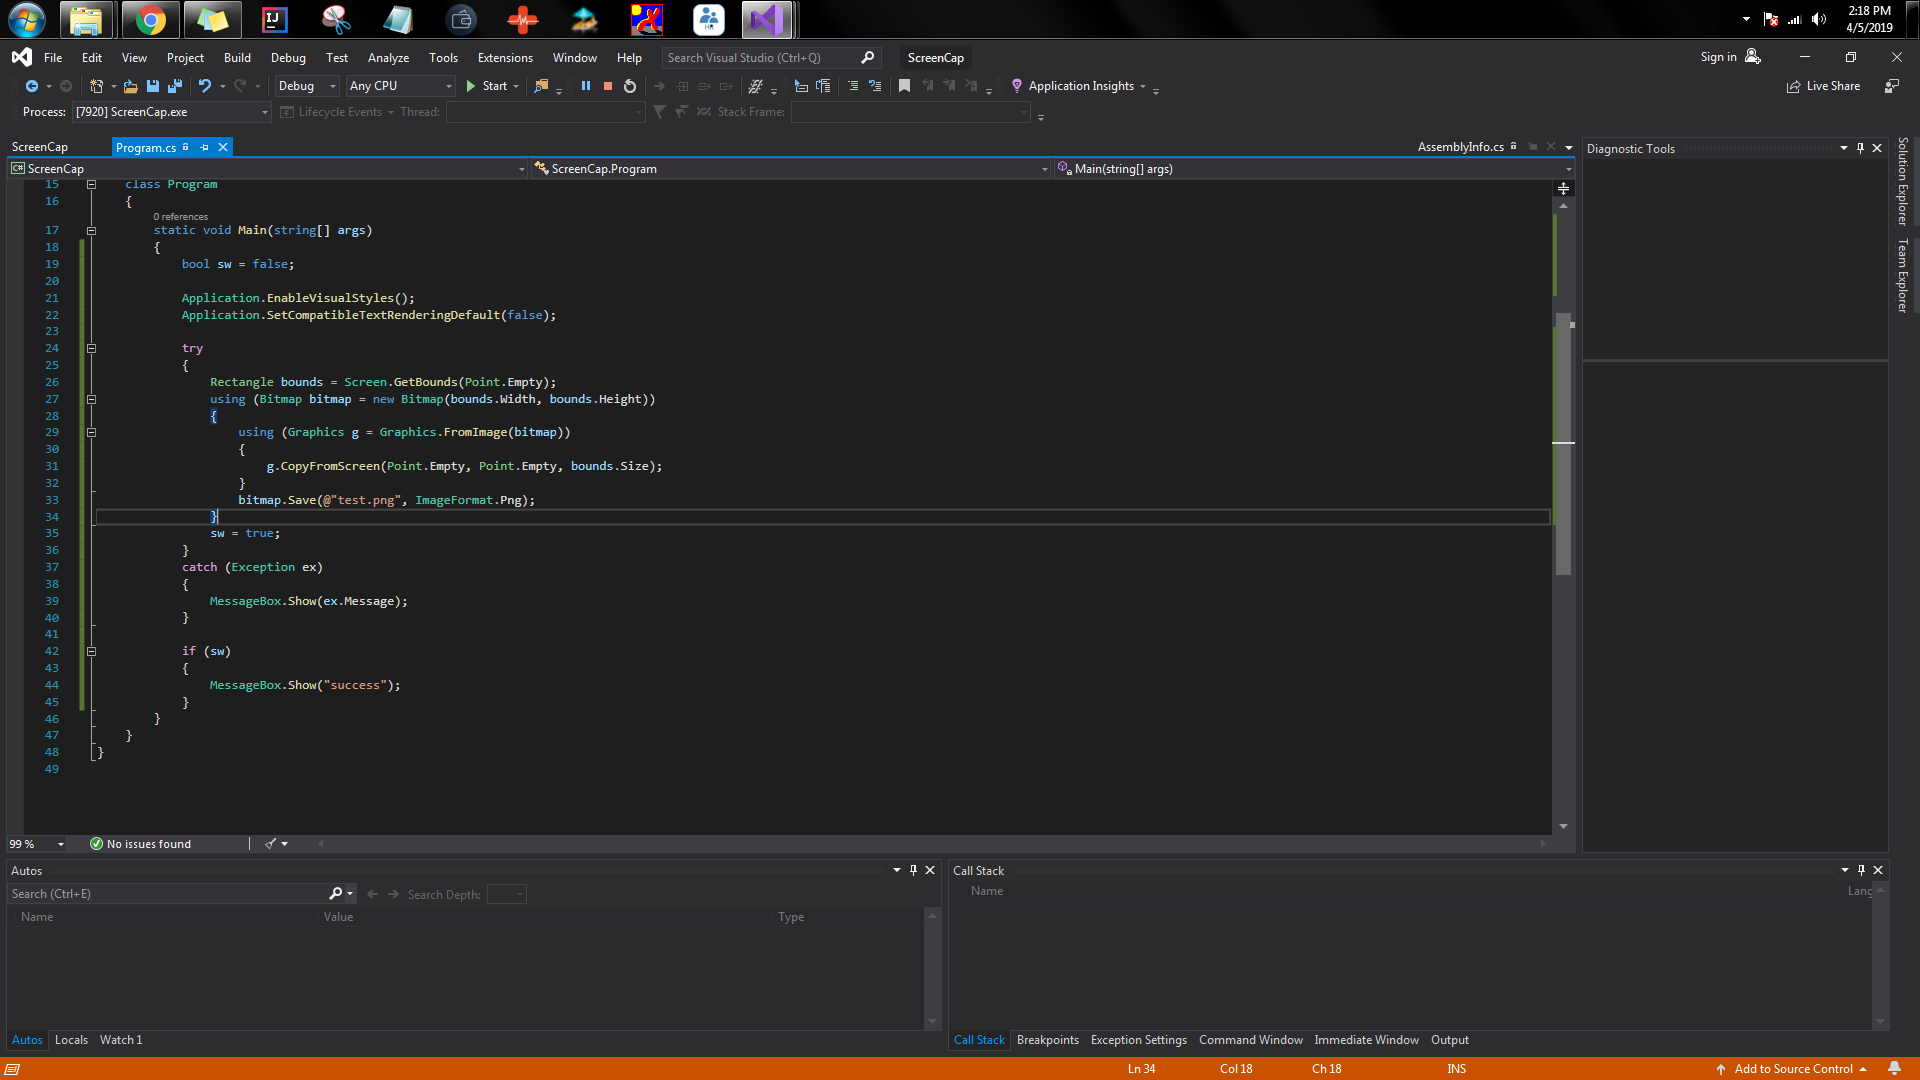 2:18 PM
4/5/2019
File Edit View Project Build Debug Test Analyze Tools Extensions Window Help Search Visual Studio (Ctrl+Q) ScreenCap Sign in
Debug Any CPU Start Application Insights Live Share
Process: [7920] ScreenCap.exe Lifecycle Events Thread: Stack Frame:
ScreenCap Program.cs AssemblyInfo.cs Diagnostic Tools
ScreenCap ScreenCap.Program Main(string[] args)
Solution Explorer
Team Explorer
15 class Program
16 {
0 references
17 static void Main(string[] args)
18 {
19 bool sw = false;
20
21 Application.EnableVisualStyles();
22 Application.SetCompatibleTextRenderingDefault(false);
23
24 try
25 {
26 Rectangle bounds = Screen.GetBounds(Point.Empty);
27 using (Bitmap bitmap = new Bitmap(bounds.Width, bounds.Height))
28 {
29 using (Graphics g = Graphics.FromImage(bitmap))
30 {
31 g.CopyFromScreen(Point.Empty, Point.Empty, bounds.Size);
32 }
33 bitmap.Save(@"test.png", ImageFormat.Png);
34 }
35 sw = true;
36 }
37 catch (Exception ex)
38 {
39 MessageBox.Show(ex.Message);
40 }
41
42 if (sw)
43 {
44 MessageBox.Show("success");
45 }
46 }
47 }
48 }
49
99 % No issues found
Autos
Search (Ctrl+E) Search Depth:
Name Value Type
Call Stack
Name Lang
Autos Locals Watch 1
Call Stack Breakpoints Exception Settings Command Window Immediate Window Output
Ln 34 Col 18 Ch 18 INS Add to Source Control